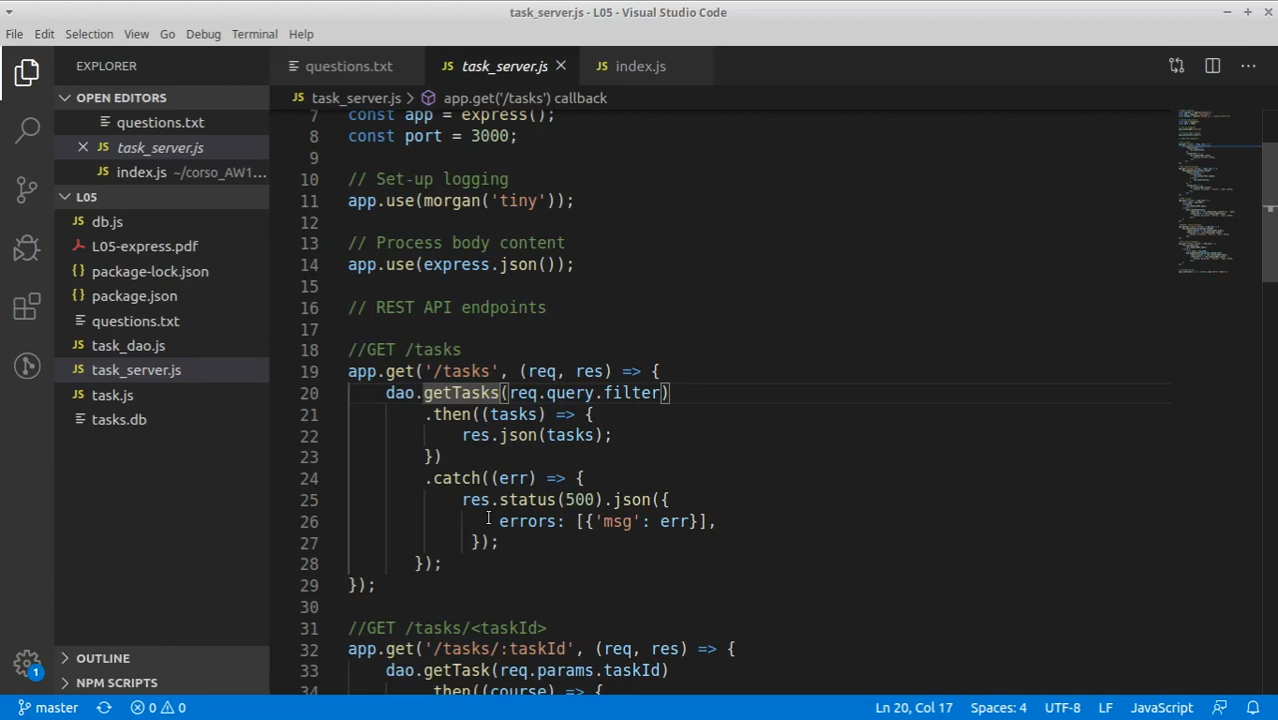 task_server.js - L05 - Visual Studio Code
File Edit Selection View Go Debug Terminal Help
EXPLORER
OPEN EDITORS
questions.txt
task_server.js
index.js ~/corso_AW1...
L05
db.js
L05-express.pdf
package-lock.json
package.json
questions.txt
task_dao.js
task_server.js
task.js
tasks.db
OUTLINE
NPM SCRIPTS
questions.txt task_server.js index.js
task_server.js > app.get('/tasks') callback
7 const app = express();
8 const port = 3000;
9
10 // Set-up logging
11 app.use(morgan('tiny'));
12
13 // Process body content
14 app.use(express.json());
15
16 // REST API endpoints
17
18 //GET /tasks
19 app.get('/tasks', (req, res) => {
20 dao.getTasks(req.query.filter)
21 .then((tasks) => {
22 res.json(tasks);
23 })
24 .catch((err) => {
25 res.status(500).json({
26 errors: [{'msg': err}],
27 });
28 });
29 });
30
31 //GET /tasks/<taskId>
32 app.get('/tasks/:taskId', (req, res) => {
33 dao.getTask(req.params.taskId)
34 .then((course) => {
1
master 0 0 Ln 20, Col 17 Spaces: 4 UTF-8 LF JavaScript